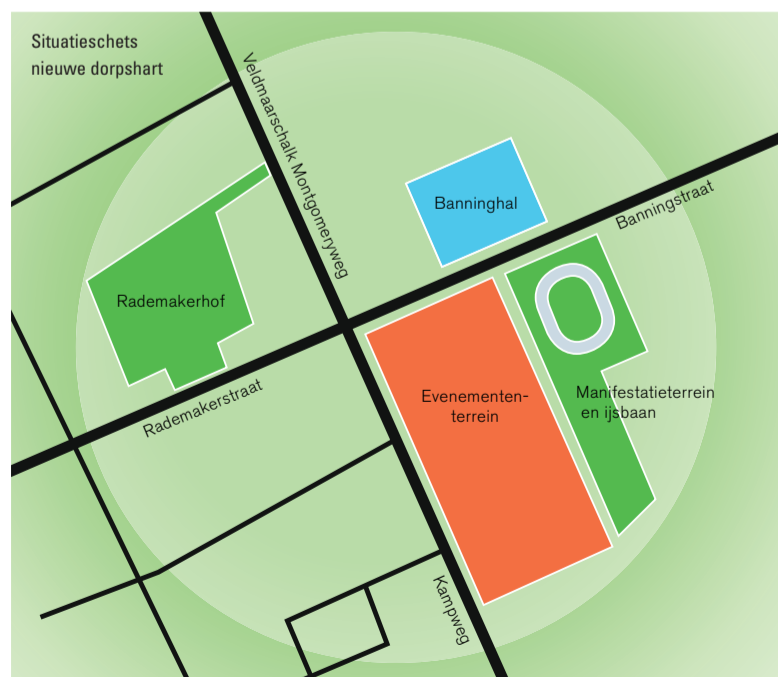 Situatieschets
nieuwe dorpshart
Veldmaarschalk Montgomeryweg
Banninghal
Banningstraat
Rademakerhof
Rademakerstraat
Evenementen-
terrein
Manifestatieterrein
en ijsbaan
Kampweg